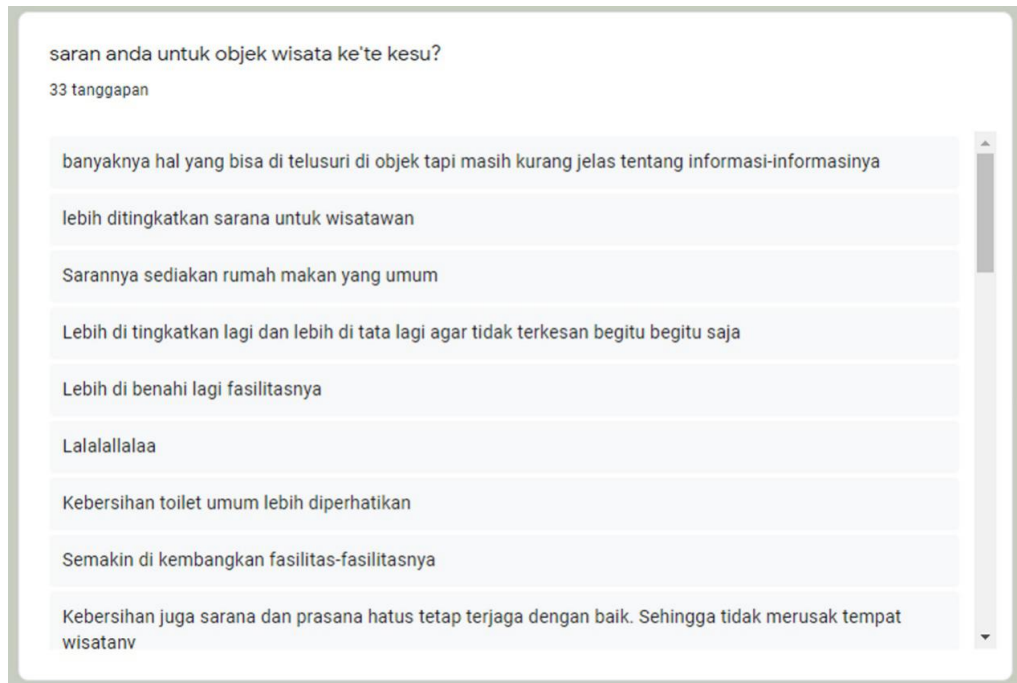 saran anda untuk objek wisata ke'te kesu?
33 tanggapan
banyaknya hal yang bisa di telusuri di objek tapi masih kurang jelas tentang informasi-informasinya
lebih ditingkatkan sarana untuk wisatawan
Sarannya sediakan rumah makan yang umum
Lebih di tingkatkan lagi dan lebih di tata lagi agar tidak terkesan begitu begitu saja
Lebih di benahi lagi fasilitasnya
Lalalallalaa
Kebersihan toilet umum lebih diperhatikan
Semakin di kembangkan fasilitas-fasilitasnya
Kebersihan juga sarana dan prasana hatus tetap terjaga dengan baik. Sehingga tidak merusak tempat
wisatany